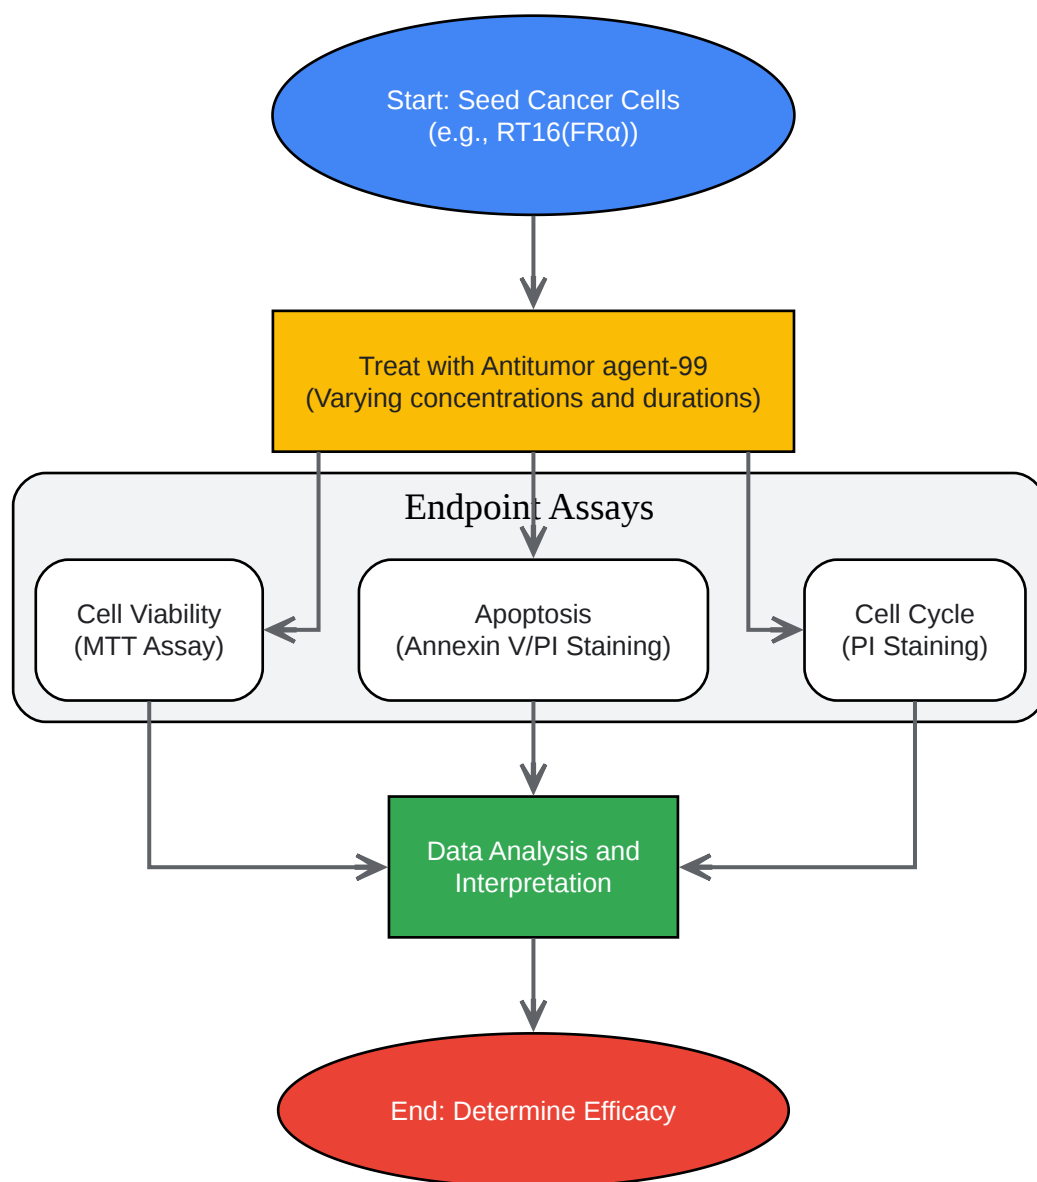 Start: Seed Cancer Cells
(e.g., RT16(FRα))
Treat with Antitumor agent-99
(Varying concentrations and durations)
Endpoint Assays
Cell Viability
(MTT Assay)
Apoptosis
(Annexin V/PI Staining)
Cell Cycle
(PI Staining)
Data Analysis and
Interpretation
End: Determine Efficacy